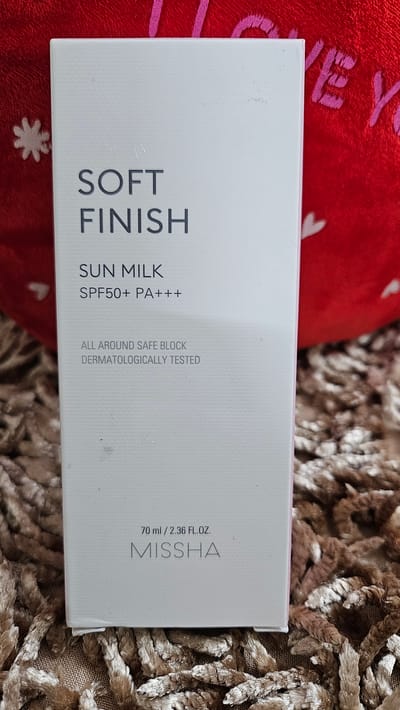 I LOVE Y
SOFT
FINISH
SUN MILK
SPF50+ PA+++
ALL AROUND SAFE BLOCK
DERMATOLOGICALLY TESTED
70 ml / 2.36 FL.OZ.
MISSHA